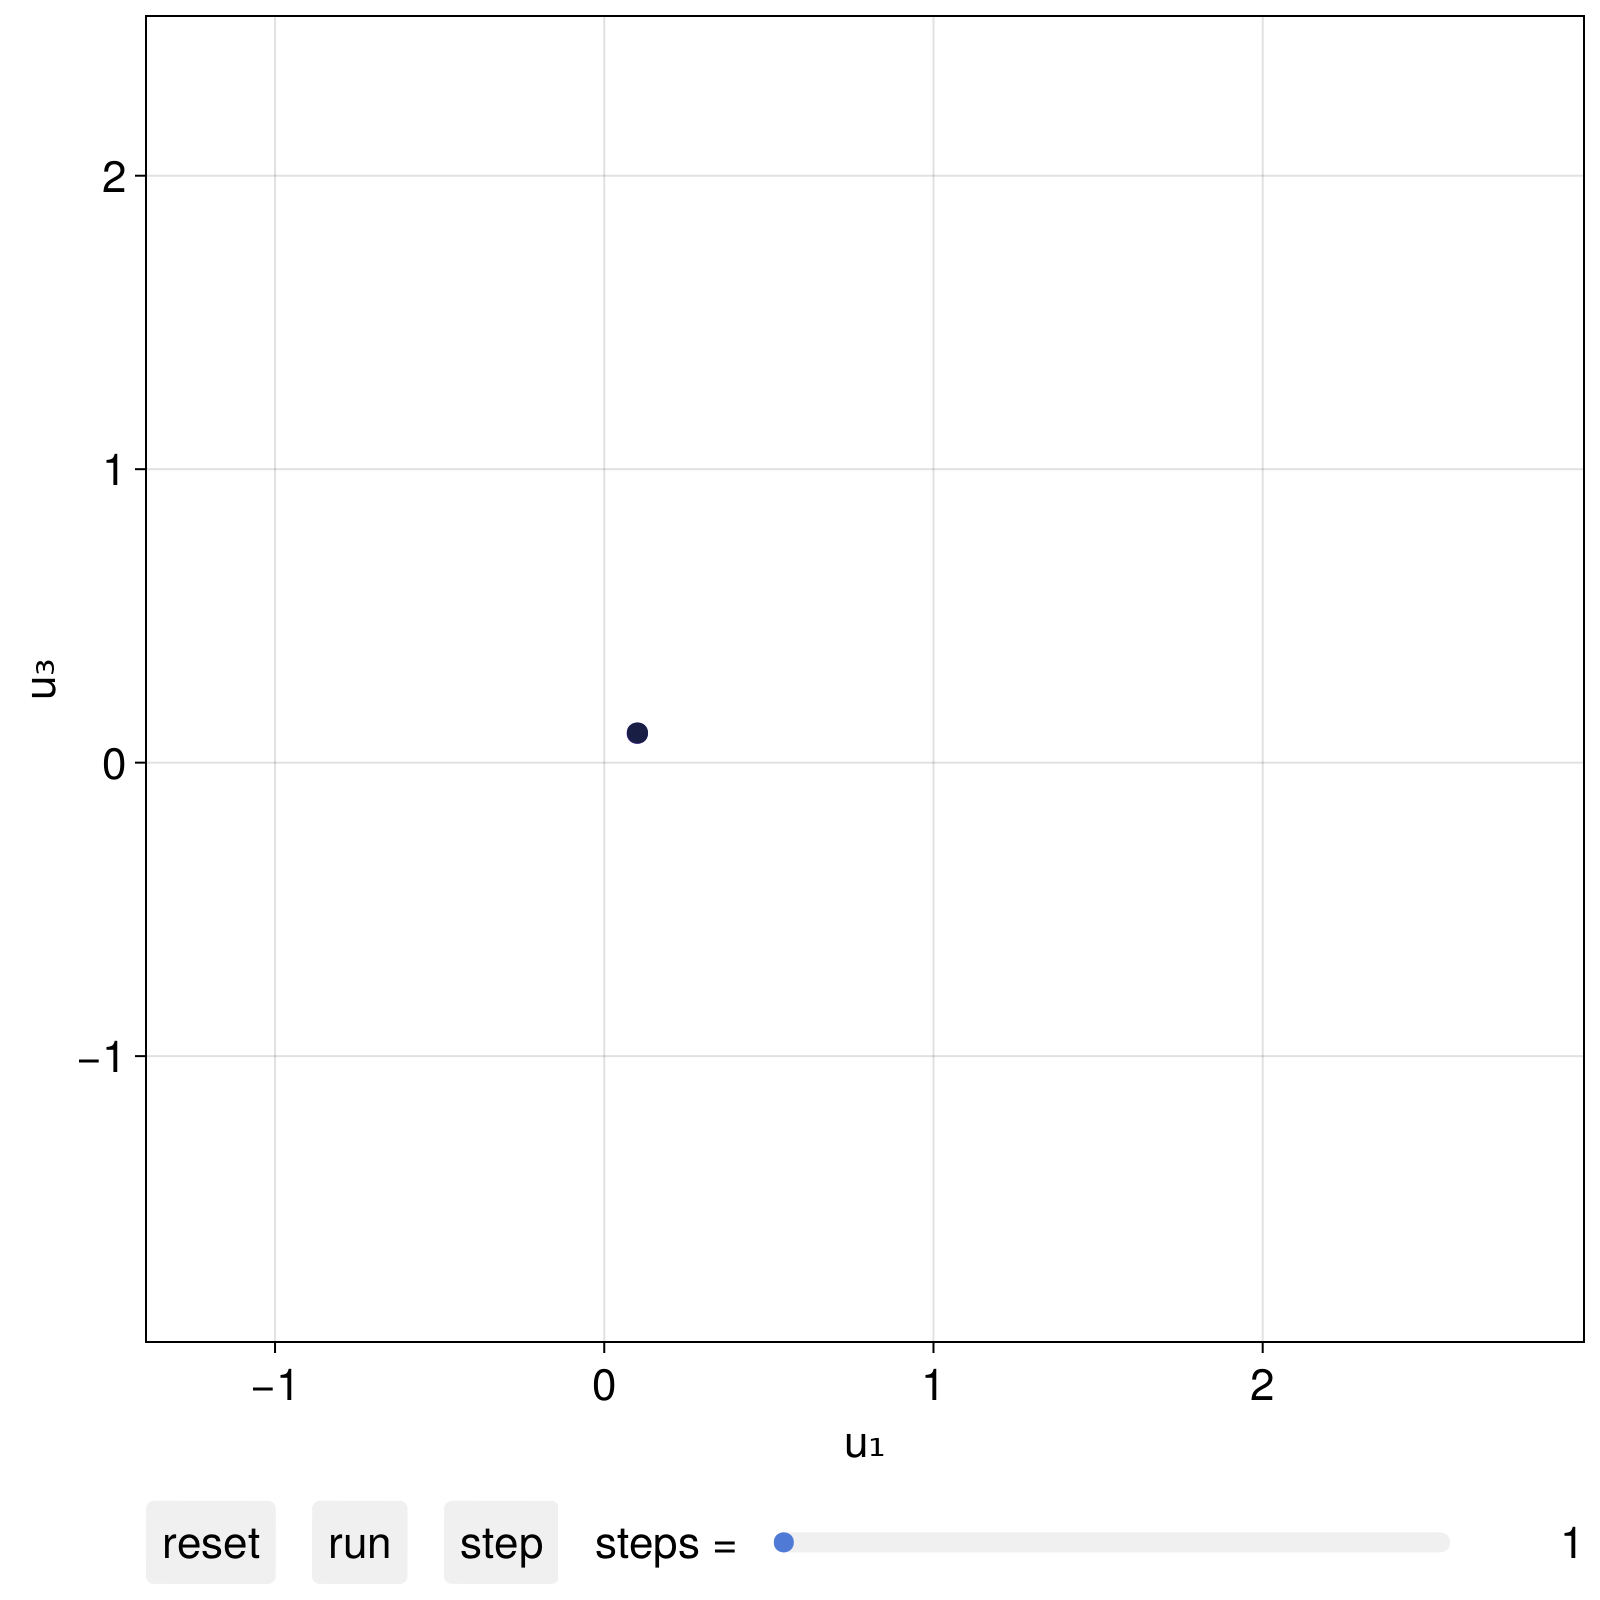 2
1
0
−1
u₃
−1 0 1 2
u₁
reset run step steps = 1